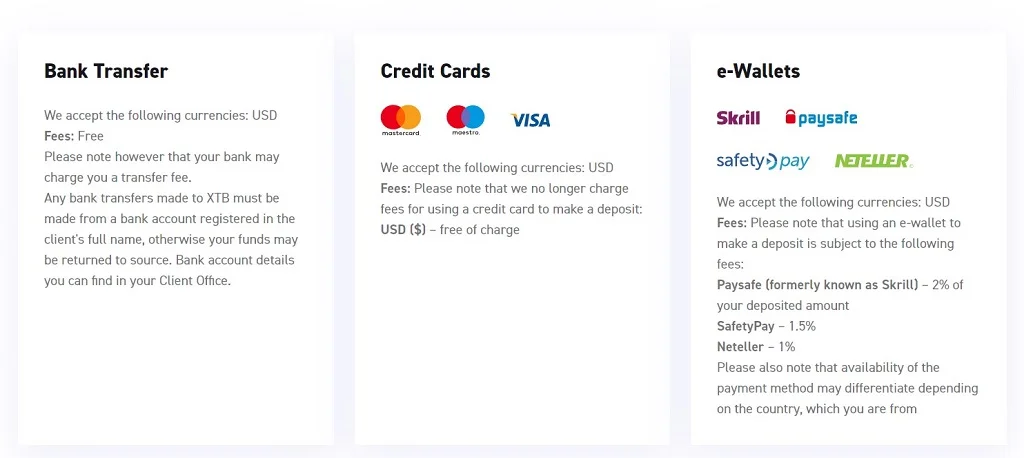 Bank Transfer
We accept the following currencies: USD
Fees: Free
Please note however that your bank may
charge you a transfer fee.
Any bank transfers made to XTB must be
made from a bank account registered in the
client's full name, otherwise your funds may
be returned to source. Bank account details
you can find in your Client Office.
Credit Cards
mastercard.
maestro.
VISA
We accept the following currencies: USD
Fees: Please note that we no longer charge
fees for using a credit card to make a deposit:
USD ($) – free of charge
e-Wallets
Skrill
paysafe
safetypay
NETELLER
We accept the following currencies: USD
Fees: Please note that using an e-wallet to
make a deposit is subject to the following
fees:
Paysafe (formerly known as Skrill) – 2% of
your deposited amount
SafetyPay – 1.5%
Neteller – 1%
Please also note that availability of the
payment method may differentiate depending
on the country, which you are from